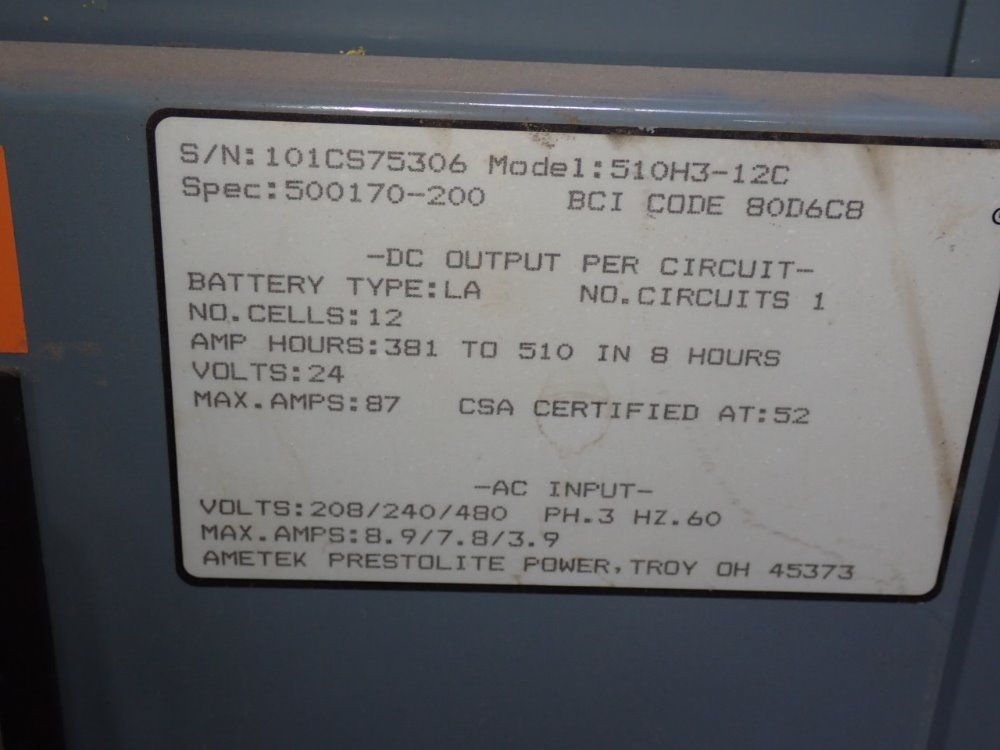 S/N:101CS75306 Model:510H3-12C
Spec:500170-200 BCI CODE 80D6C8
-DC OUTPUT PER CIRCUIT-
BATTERY TYPE:LA NO.CIRCUITS 1
NO.CELLS:12
AMP HOURS:381 TO 510 IN 8 HOURS
VOLTS:24
MAX.AMPS:87 CSA CERTIFIED AT:52
-AC INPUT-
VOLTS:208/240/480 PH.3 HZ.60
MAX.AMPS:8.9/7.8/3.9
AMETEK PRESTOLITE POWER,TROY OH 45373